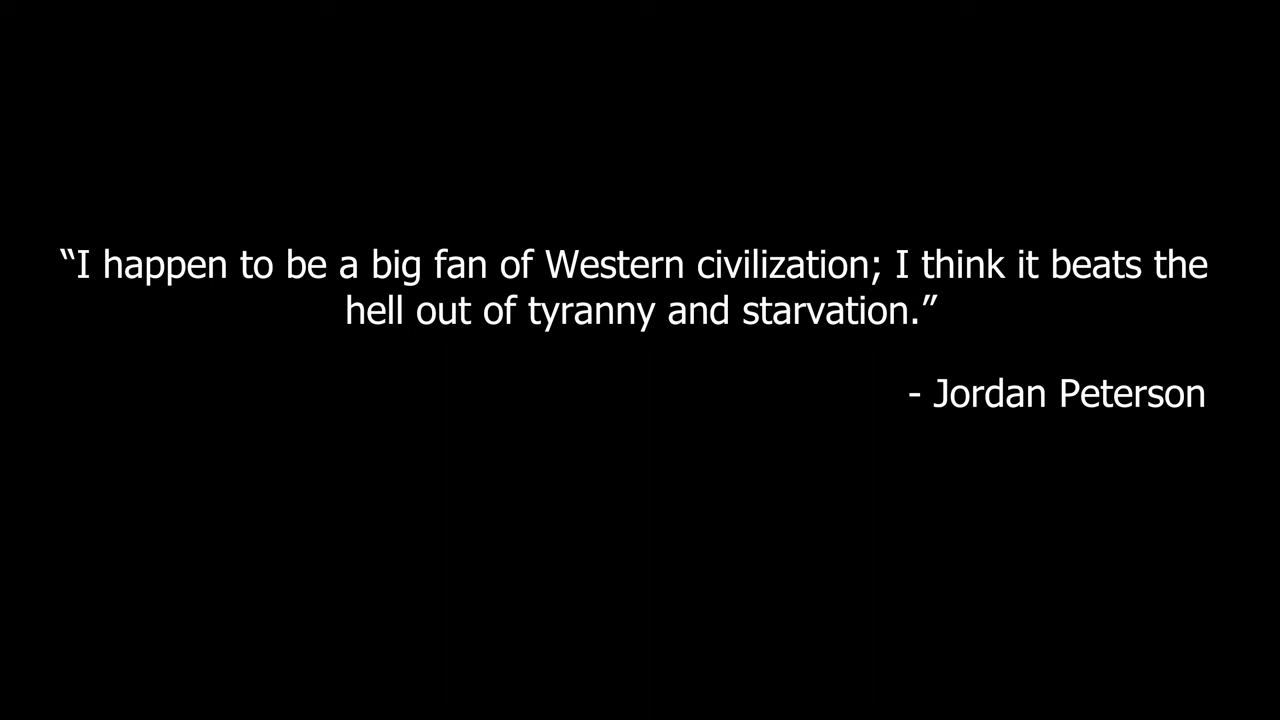 “I happen to be a big fan of Western civilization; I think it beats the
hell out of tyranny and starvation.”
- Jordan Peterson